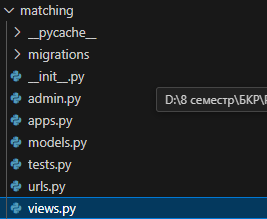 matching
__pycache__
migrations
__init__.py
admin.py
apps.py
D:\8 семестр\БКР\
models.py
tests.py
urls.py
views.py